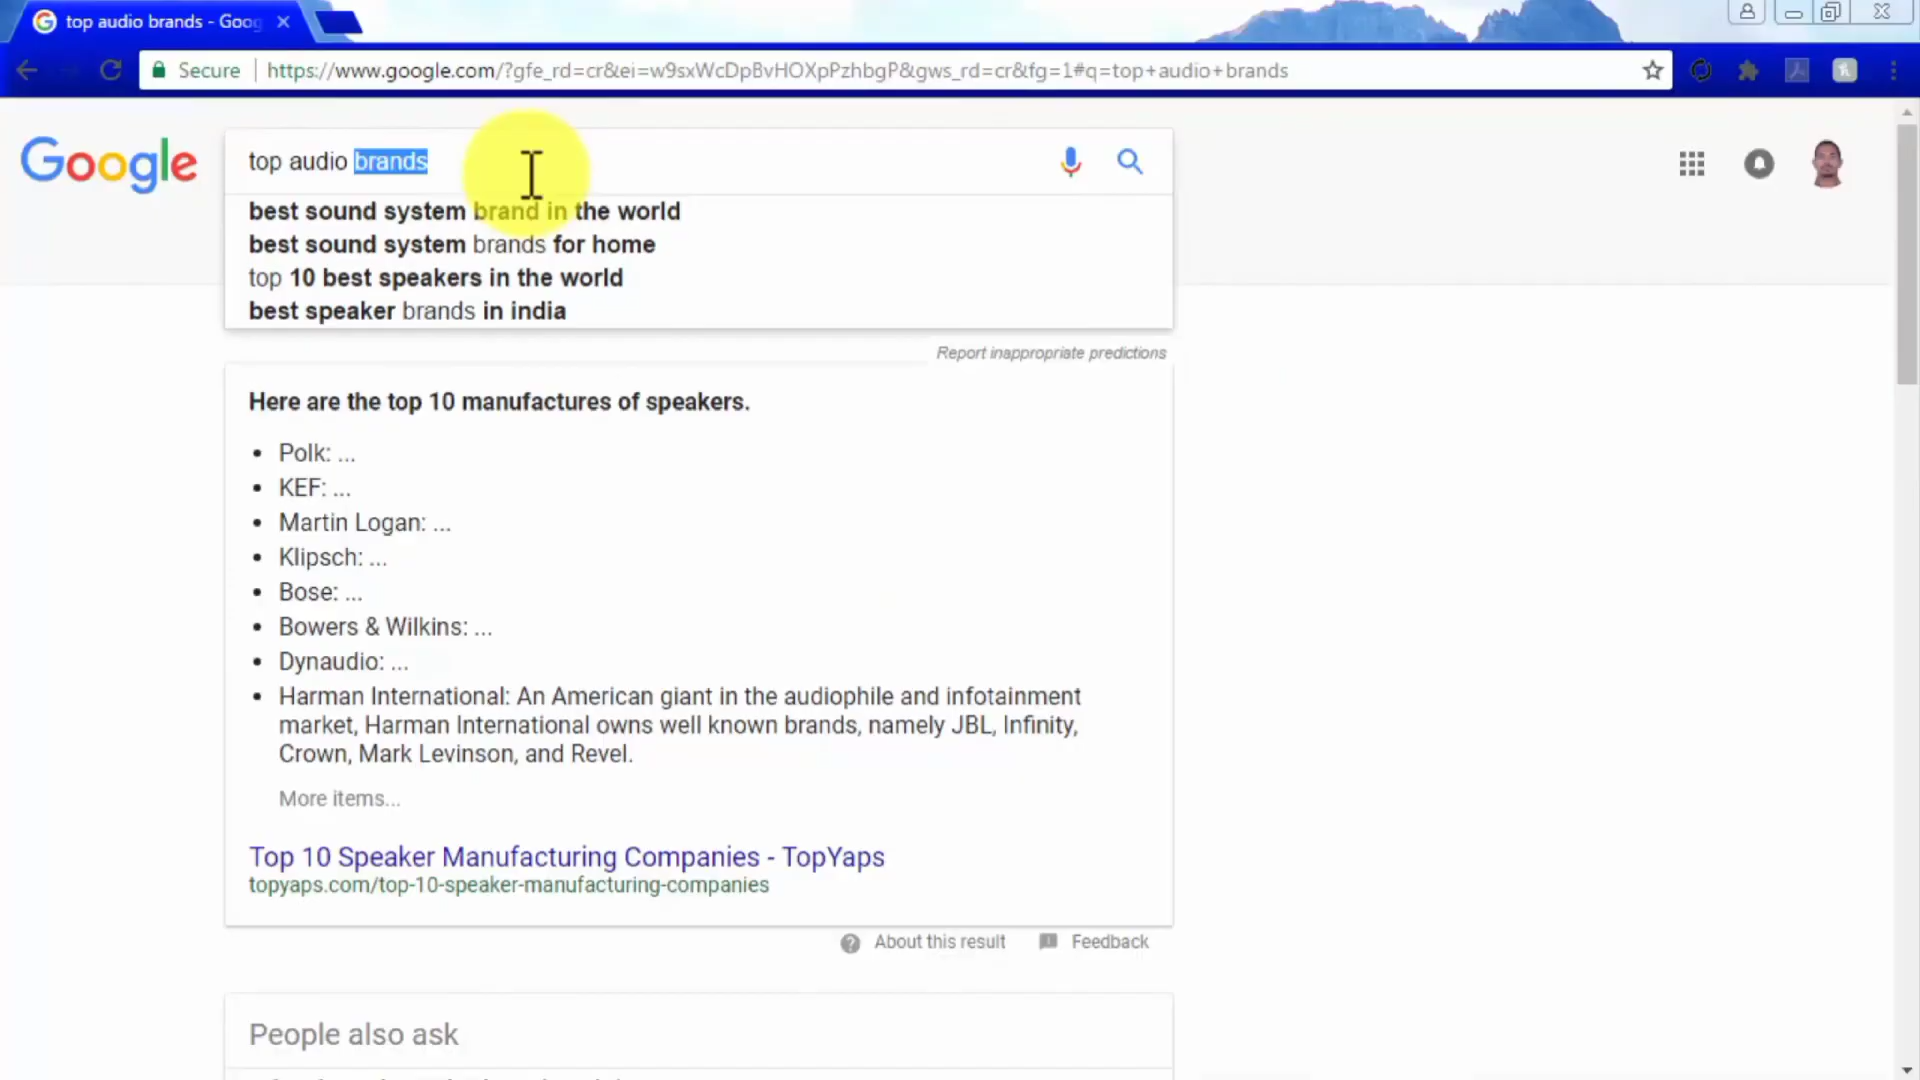 top audio brands - Goog
Secure
https://www.google.com/?gfe_rd=cr&ei=w9sxWcDpBvHOXpPzhbgP&gws_rd=cr&fg=1#q=top+audio+brands
Google
top audio brands
best sound system brand in the world
best sound system brands for home
top 10 best speakers in the world
best speaker brands in india
Report inappropriate predictions
Here are the top 10 manufactures of speakers.
• Polk: ...
• KEF: ...
• Martin Logan: ...
• Klipsch: ...
• Bose: ...
• Bowers & Wilkins: ...
• Dynaudio: ...
• Harman International: An American giant in the audiophile and infotainment
market, Harman International owns well known brands, namely JBL, Infinity,
Crown, Mark Levinson, and Revel.
More items...
Top 10 Speaker Manufacturing Companies - TopYaps
topyaps.com/top-10-speaker-manufacturing-companies
About this result
Feedback
People also ask